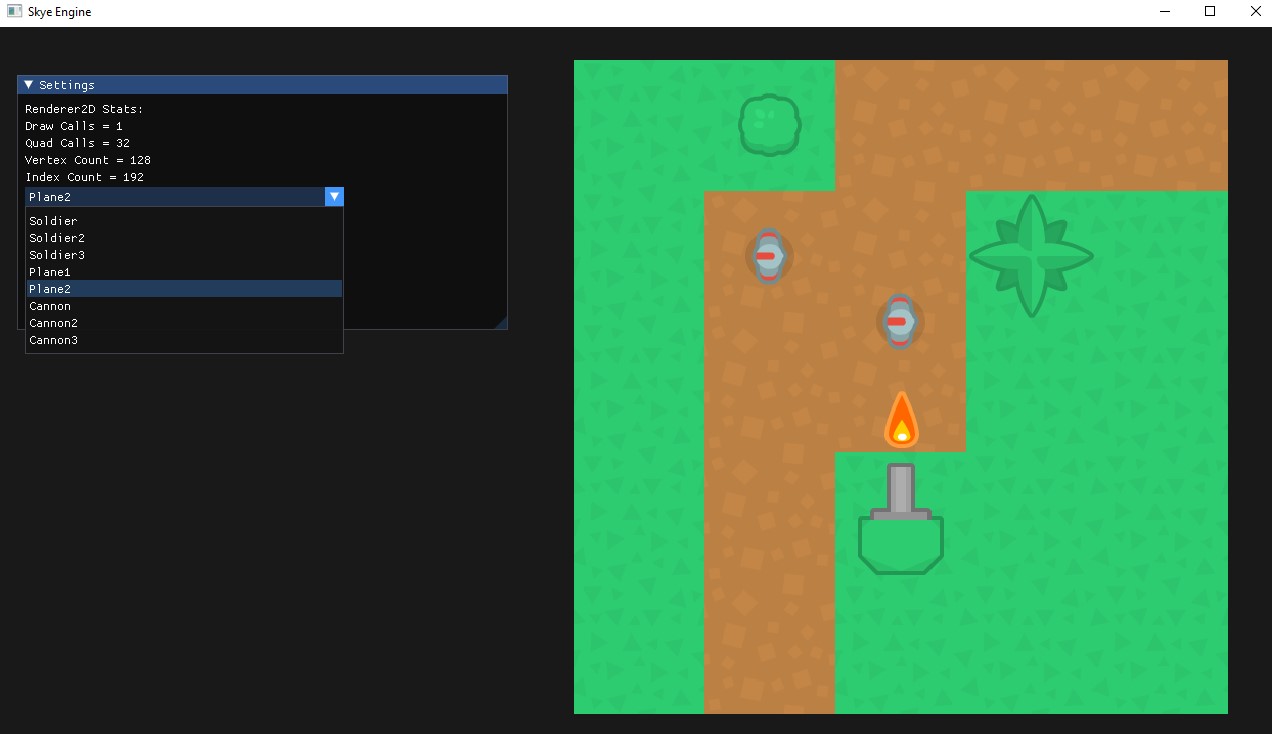 Skye Engine
Settings
Renderer2D Stats:
Draw Calls = 1
Quad Calls = 32
Vertex Count = 128
Index Count = 192
Plane2
Soldier
Soldier2
Soldier3
Plane1
Plane2
Cannon
Cannon2
Cannon3